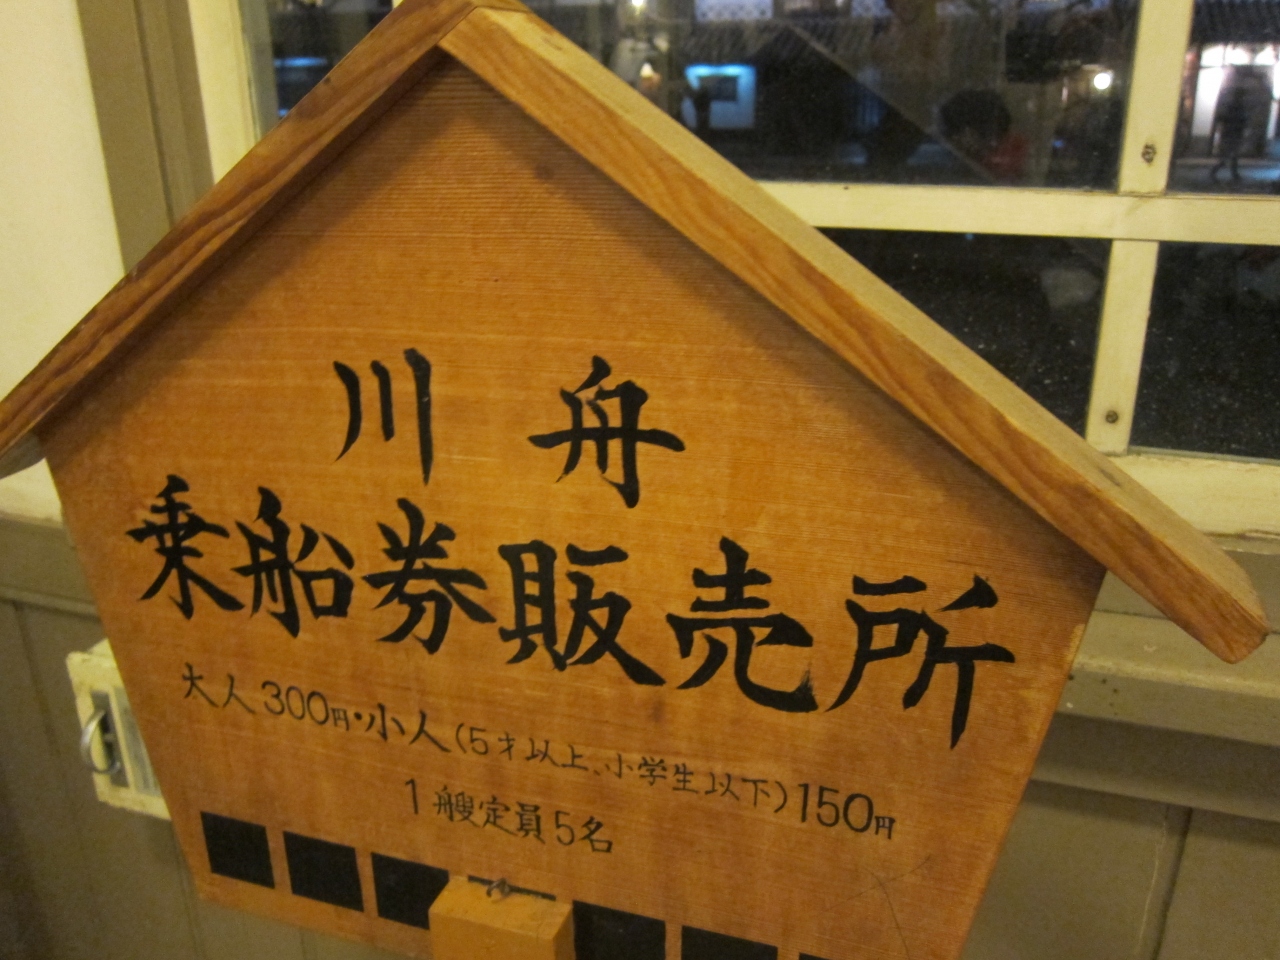 川舟
乗船券販売所
大人300円・小人(5才以上、小学生以下)150円
1艘定員5名